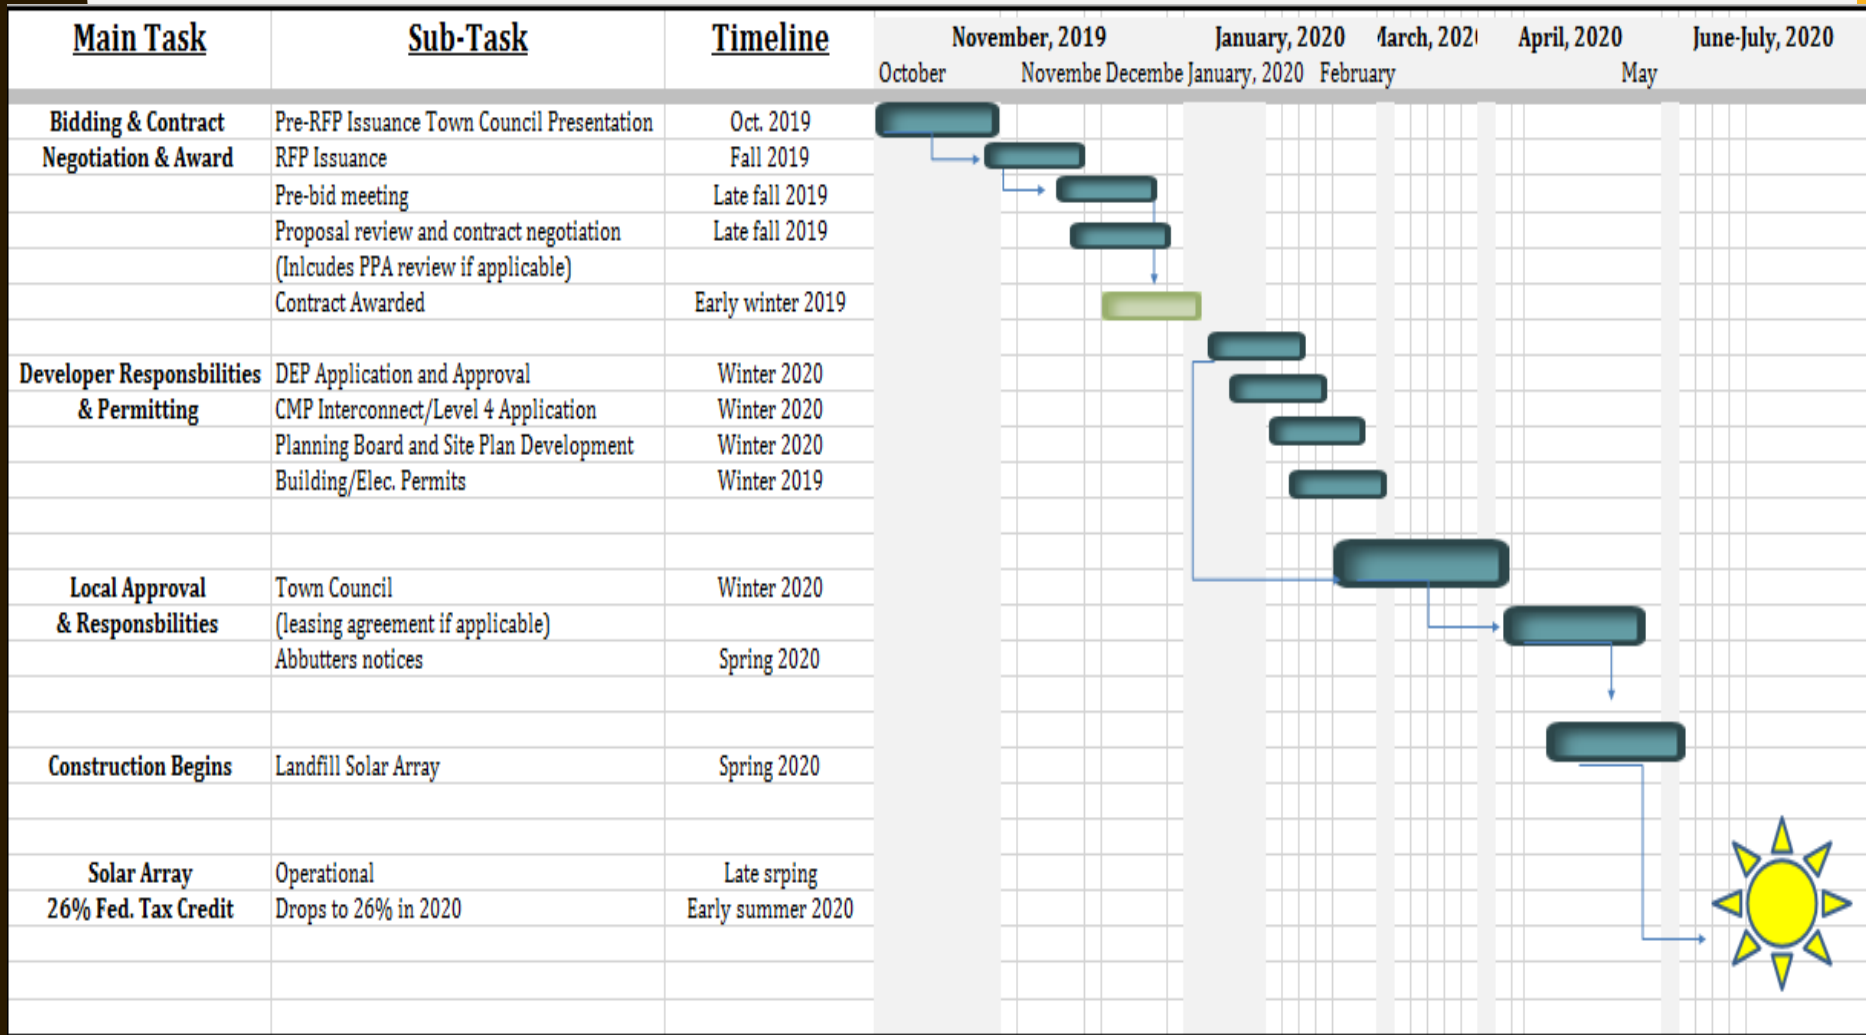 Main Task Sub-Task Timeline November, 2019 January, 2020 March, 202 April, 2020 June-July, 2020
October Novembe Decembe January, 2020 February May
Bidding & Contract Pre-RFP Issuance Town Council Presentation Oct. 2019
Negotiation & Award RFP Issuance Fall 2019
Pre-bid meeting Late fall 2019
Proposal review and contract negotiation Late fall 2019
(Inlcudes PPA review if applicable)
Contract Awarded Early winter 2019
Developer Responsbilities DEP Application and Approval Winter 2020
& Permitting CMP Interconnect/Level 4 Application Winter 2020
Planning Board and Site Plan Development Winter 2020
Building/Elec. Permits Winter 2019
Local Approval Town Council Winter 2020
& Responsbilities (leasing agreement if applicable)
Abbutters notices Spring 2020
Construction Begins Landfill Solar Array Spring 2020
Solar Array Operational Late srping
26% Fed. Tax Credit Drops to 26% in 2020 Early summer 2020